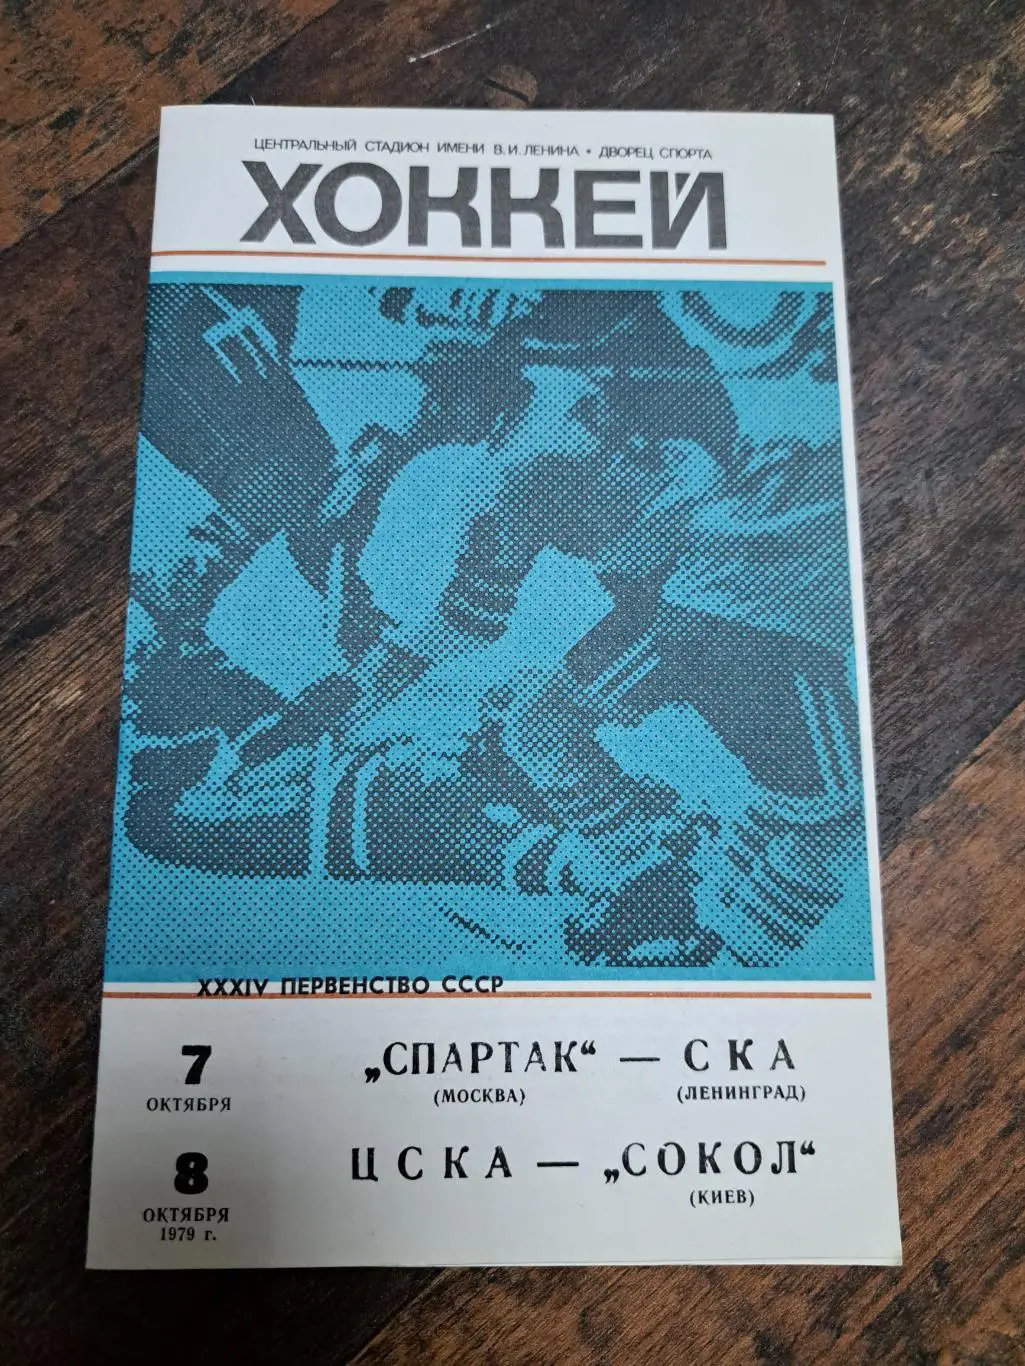 ЦЕНТРАЛЬНЫЙ СТАДИОН ИМЕНИ В.И.ЛЕНИНА • ДВОРЕЦ СПОРТА
ХОККЕЙ
XXXIV ПЕРВЕНСТВО СССР
7 „СПАРТАК“ — СКА
ОКТЯБРЯ (МОСКВА) (ЛЕНИНГРАД)
8 ЦСКА — „СОКОЛ“
ОКТЯБРЯ (КИЕВ)
1979 г.